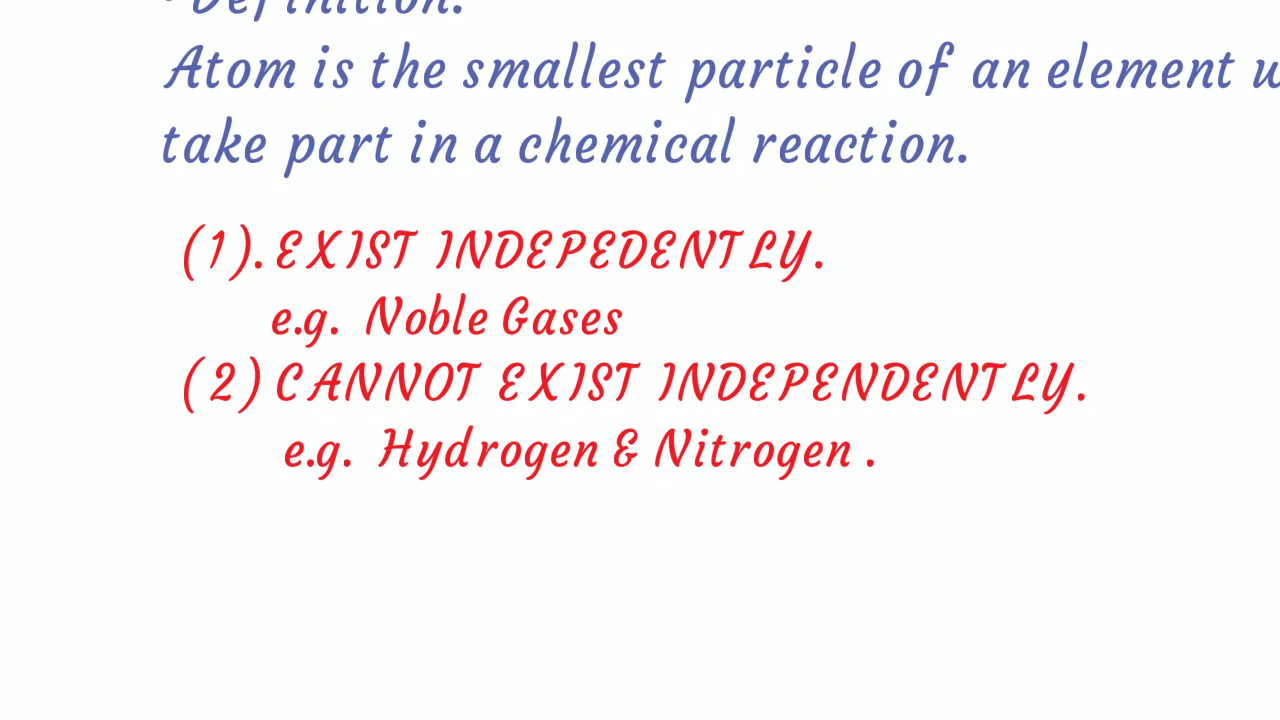 • Definition.
Atom is the smallest particle of an element
take part in a chemical reaction.
(1). EXIST INDEPEDENTLY.
e.g. Noble Gases
(2) CANNOT EXIST INDEPENDENTLY.
e.g. Hydrogen & Nitrogen .